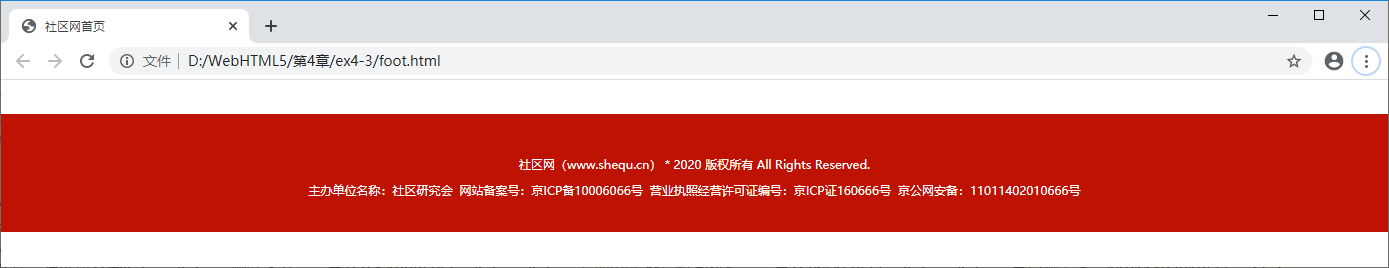 社区网首页
文件 D:/WebHTML5/第4章/ex4-3/foot.html
社区网（www.shequ.cn） * 2020 版权所有 All Rights Reserved.
主办单位名称：社区研究会 网站备案号：京ICP备10006066号 营业执照经营许可证编号：京ICP证160666号 京公网安备：11011402010666号